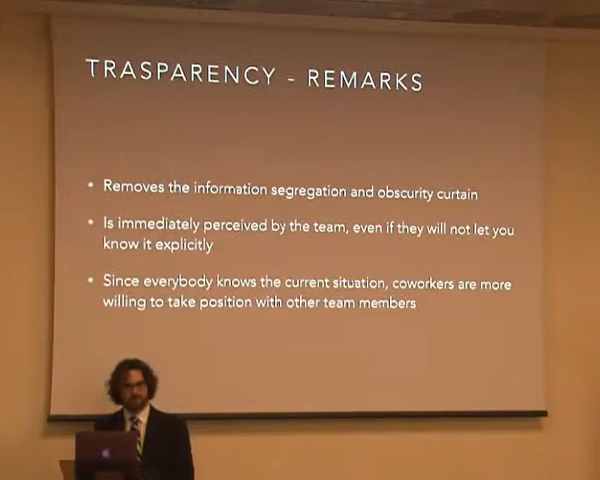 TRASPARENCY - REMARKS
• Removes the information segregation and obscurity curtain
• Is immediately perceived by the team, even if they will not let you
know it explicitly
• Since everybody knows the current situation, coworkers are more
willing to take position with other team members